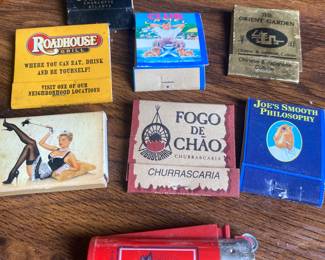 ROADHOUSE
GRILL
WHERE YOU CAN EAT, DRINK
AND BE YOURSELF!
VISIT ONE OF OUR
NEIGHBORHOOD LOCATIONS
CLUB
THE
ORIENT GARDEN
FOGO
DE
CHÃO
CHURRASCARIA
CHURRASCARIA
JOE'S SMOOTH
PHILOSOPHY